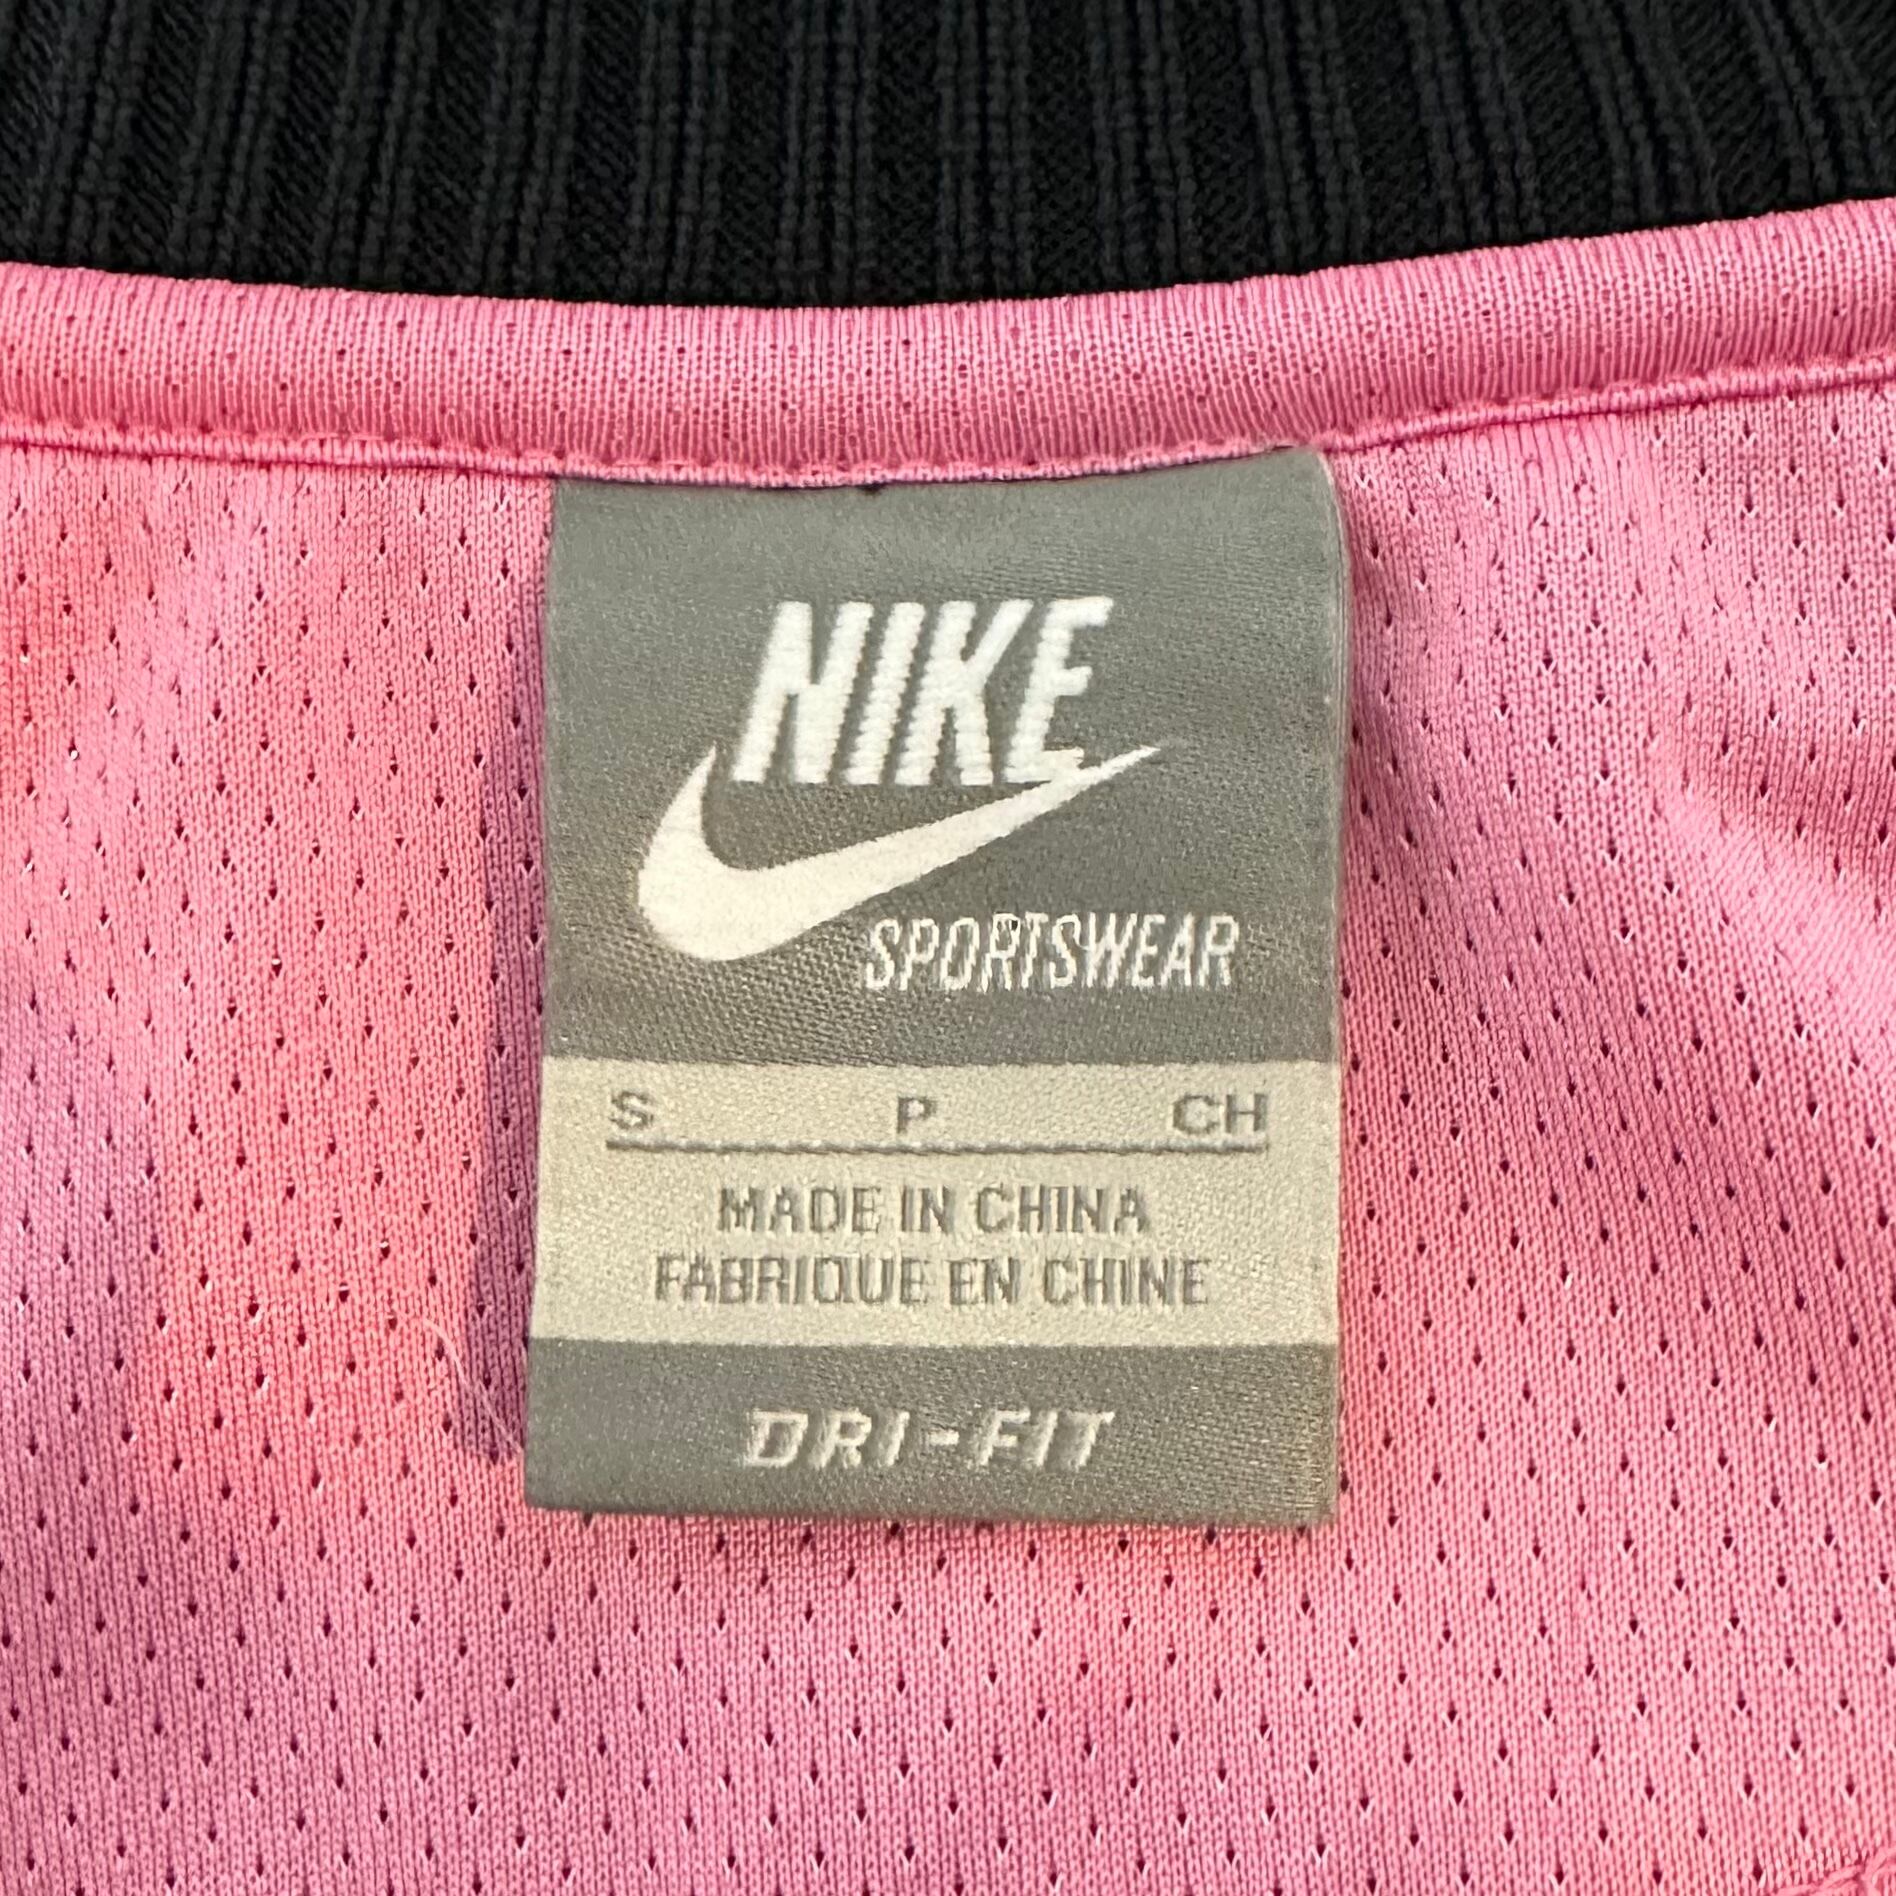 NIKE
SPORTSWEAR
S P CH
MADE IN CHINA
FABRIQUE EN CHINE
DRI-FIT